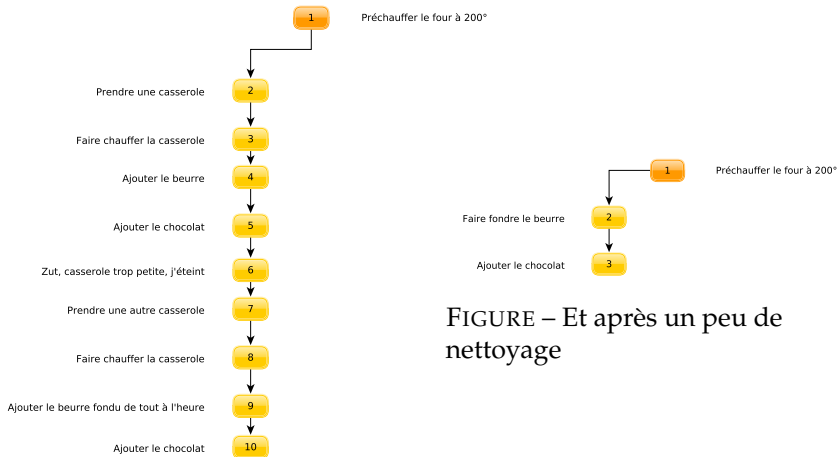 1 Préchauffer le four à 200°
Prendre une casserole 2
Faire chauffer la casserole 3
Ajouter le beurre 4
Ajouter le chocolat 5
Zut, casserole trop petite, j'éteint 6
Prendre une autre casserole 7
Faire chauffer la casserole 8
Ajouter le beurre fondu de tout à l'heure 9
Ajouter le chocolat 10
1 Préchauffer le four à 200°
Faire fondre le beurre 2
Ajouter le chocolat 3
FIGURE – Et après un peu de
nettoyage